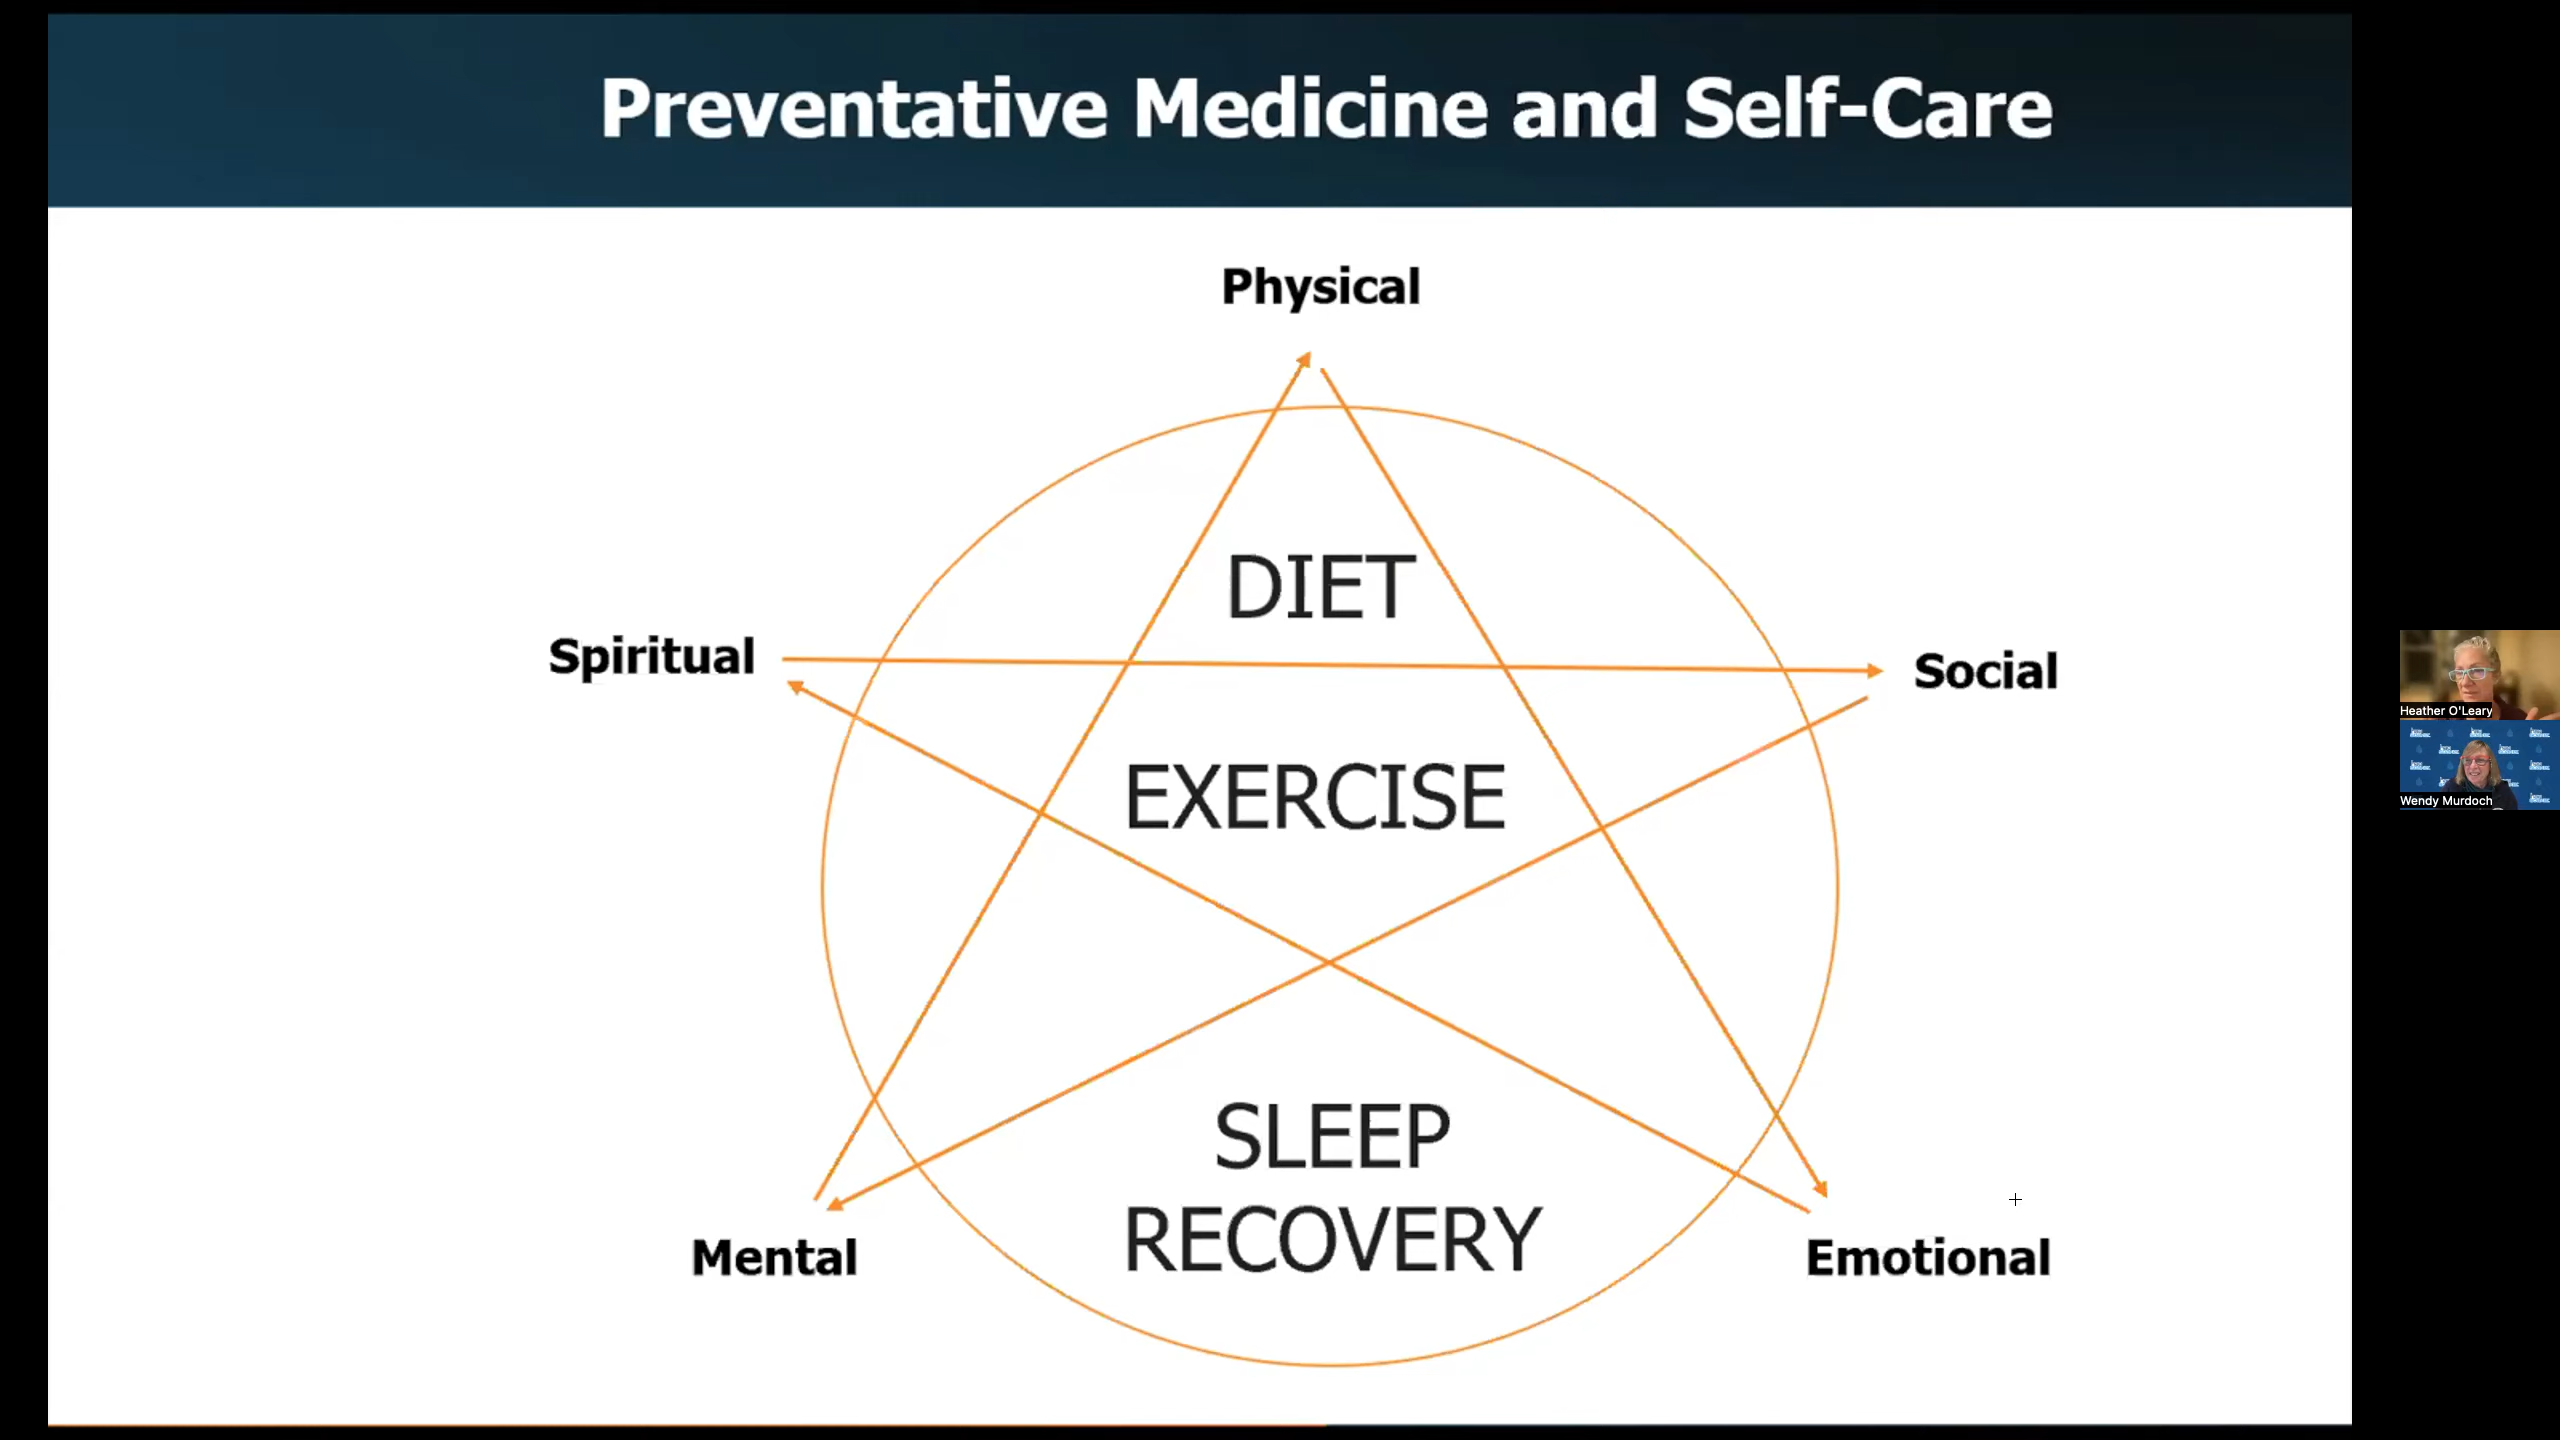 Preventative Medicine and Self-Care
Physical
DIET
Spiritual
Social
EXERCISE
SLEEP
RECOVERY
Mental
Emotional
Heather O'Leary
Wendy Murdoch